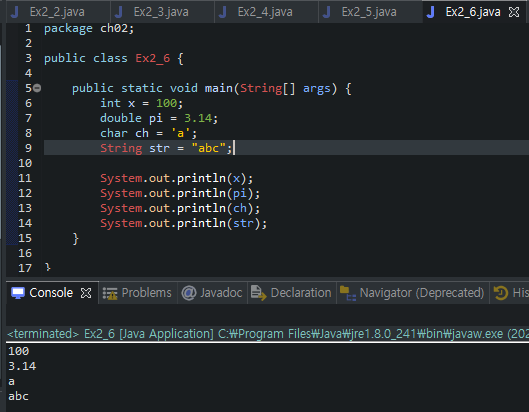 Ex2_2.java Ex2_3.java Ex2_4.java Ex2_5.java Ex2_6.java
1 package ch02;
2
3 public class Ex2_6 {
4
5 public static void main(String[] args) {
6 int x = 100;
7 double pi = 3.14;
8 char ch = 'a';
9 String str = "abc";
10
11 System.out.println(x);
12 System.out.println(pi);
13 System.out.println(ch);
14 System.out.println(str);
15 }
16
17 }
Console Problems @ Javadoc Declaration Navigator (Deprecated) His
<terminated> Ex2_6 [Java Application] C:₩Program Files₩Java₩jre1.8.0_241₩bin₩javaw.exe (202
100
3.14
a
abc